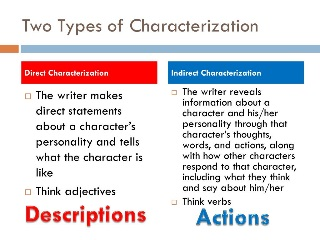 Two Types of Characterization
Direct Characterization
The writer makes
direct statements
about a character's
personality and tells
what the character is
like
Think adjectives
Descriptions
Indirect Characterization
The writer reveals
information about a
character and his/her
personality through that
character's thoughts,
words, and actions, along
with how other characters
respond to that character,
including what they think
and say about him/her
Think verbs
Actions